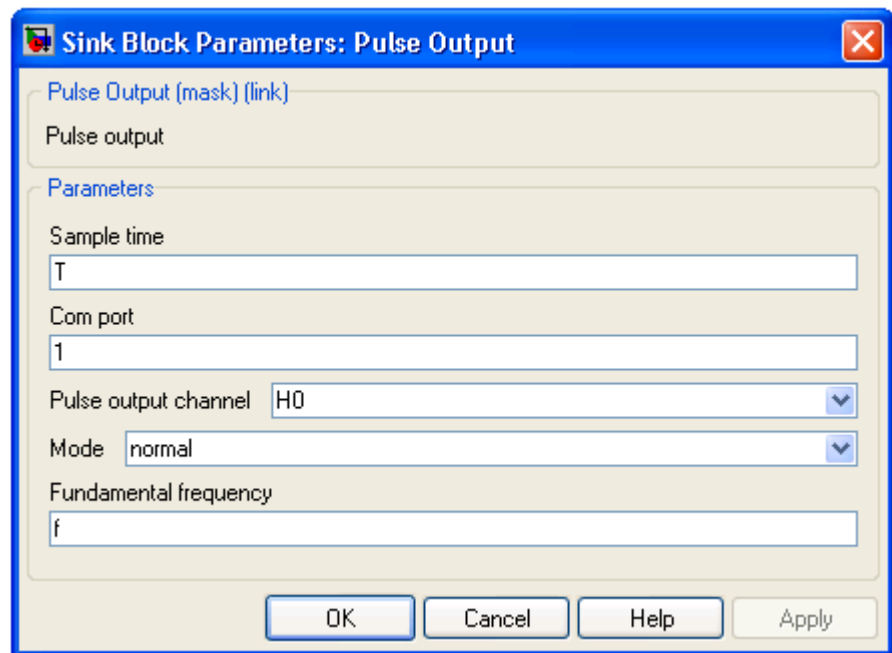 Sink Block Parameters: Pulse Output
Pulse Output (mask) (link)
Pulse output
Parameters
Sample time
T
Com port
1
Pulse output channel H0
Mode normal
Fundamental frequency
f
OK Cancel Help Apply